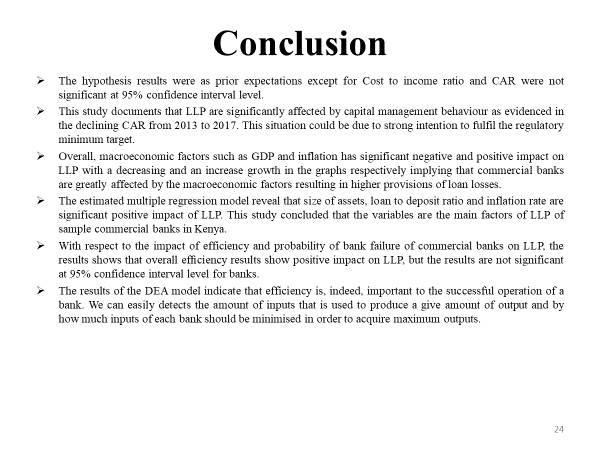 Conclusion
➢ The hypothesis results were as prior expectations except for Cost to income ratio and CAR were not
significant at 95% confidence interval level.
➢ This study documents that LLP are significantly affected by capital management behaviour as evidenced in
the declining CAR from 2013 to 2017. This situation could be due to strong intention to fulfil the regulatory
minimum target.
➢ Overall, macroeconomic factors such as GDP and inflation has significant negative and positive impact on
LLP with a decreasing and an increase growth in the graphs respectively implying that commercial banks
are greatly affected by the macroeconomic factors resulting in higher provisions of loan losses.
➢ The estimated multiple regression model reveal that size of assets, loan to deposit ratio and inflation rate are
significant positive impact of LLP. This study concluded that the variables are the main factors of LLP of
sample commercial banks in Kenya.
➢ With respect to the impact of efficiency and probability of bank failure of commercial banks on LLP, the
results shows that overall efficiency results show positive impact on LLP, but the results are not significant
at 95% confidence interval level for banks.
➢ The results of the DEA model indicate that efficiency is, indeed, important to the successful operation of a
bank. We can easily detects the amount of inputs that is used to produce a give amount of output and by
how much inputs of each bank should be minimised in order to acquire maximum outputs.
24